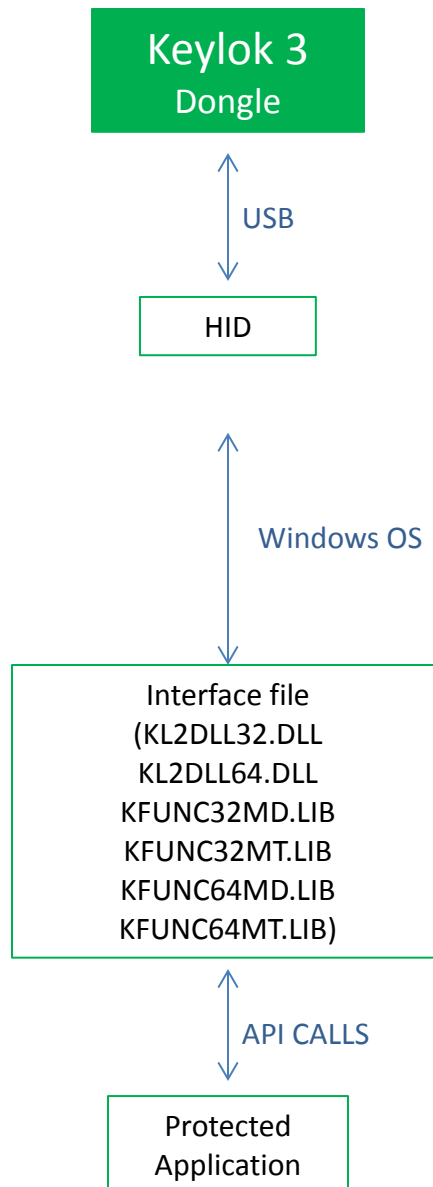 Keylok 3
Dongle
USB
HID
Windows OS
Interface file
(KL2DLL32.DLL
KL2DLL64.DLL
KFUNC32MD.LIB
KFUNC32MT.LIB
KFUNC64MD.LIB
KFUNC64MT.LIB)
API CALLS
Protected
Application